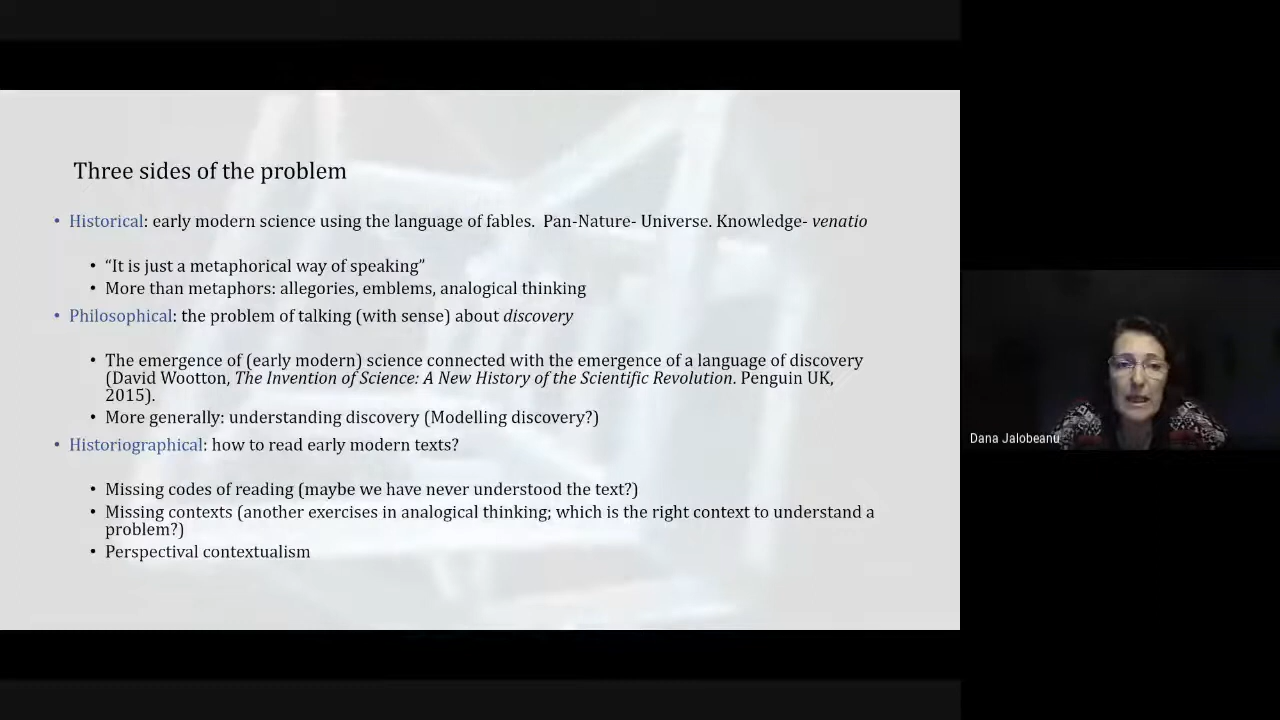 Three sides of the problem
• Historical: early modern science using the language of fables. Pan-Nature- Universe. Knowledge- venatio
• “It is just a metaphorical way of speaking”
• More than metaphors: allegories, emblems, analogical thinking
• Philosophical: the problem of talking (with sense) about discovery
• The emergence of (early modern) science connected with the emergence of a language of discovery
(David Wootton, The Invention of Science: A New History of the Scientific Revolution. Penguin UK,
2015).
• More generally: understanding discovery (Modelling discovery?)
• Historiographical: how to read early modern texts?
• Missing codes of reading (maybe we have never understood the text?)
• Missing contexts (another exercises in analogical thinking; which is the right context to understand a
problem?)
• Perspectival contextualism
Dana Jalobeanu